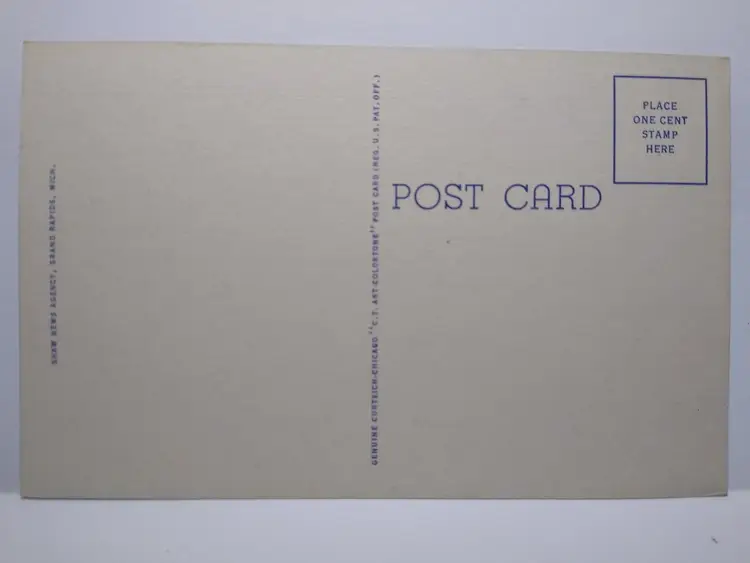 SHAW NEWS AGENCY, GRAND RAPIDS, MICH.
GENUINE CURTEICH-CHICAGO "C.T. ART-COLORTONE" POST CARD (REG. U.S. PAT. OFF.)
POST CARD
PLACE
ONE CENT
STAMP
HERE